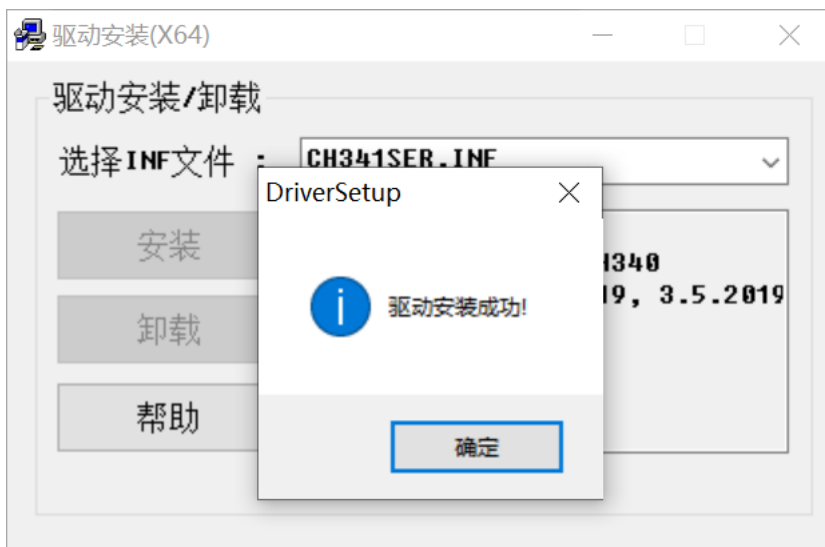 驱动安装(X64)
驱动安装/卸载
选择INF文件 :
CH341SER.INF
DriverSetup
安装
H340
19, 3.5.2019
驱动安装成功!
卸载
帮助
确定